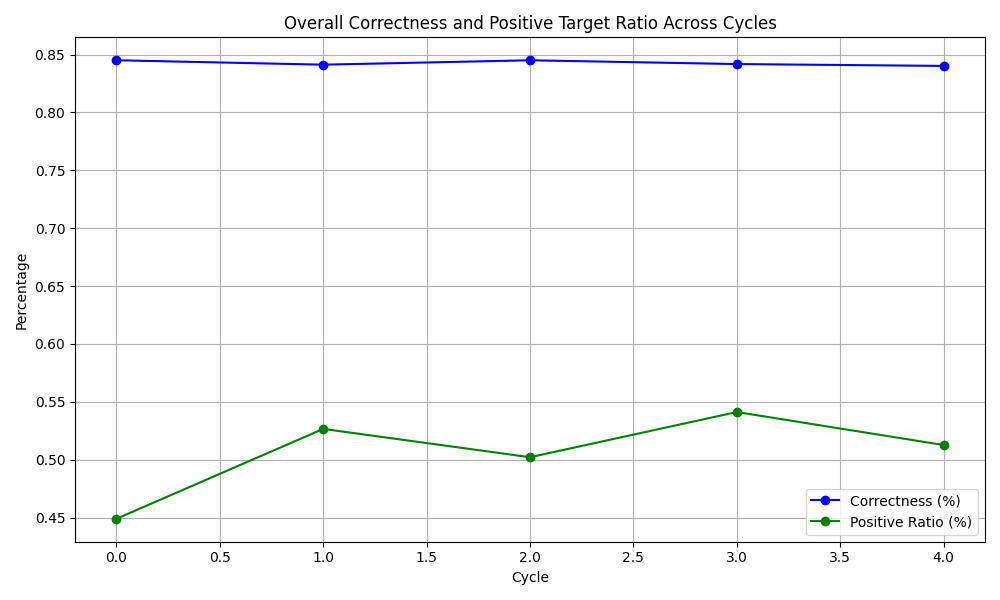 Overall Correctness and Positive Target Ratio Across Cycles
Percentage
0.85
0.80
0.75
0.70
0.65
0.60
0.55
0.50
0.45
Correctness (%)
Positive Ratio (%)
0.0 0.5 1.0 1.5 2.0 2.5 3.0 3.5 4.0
Cycle